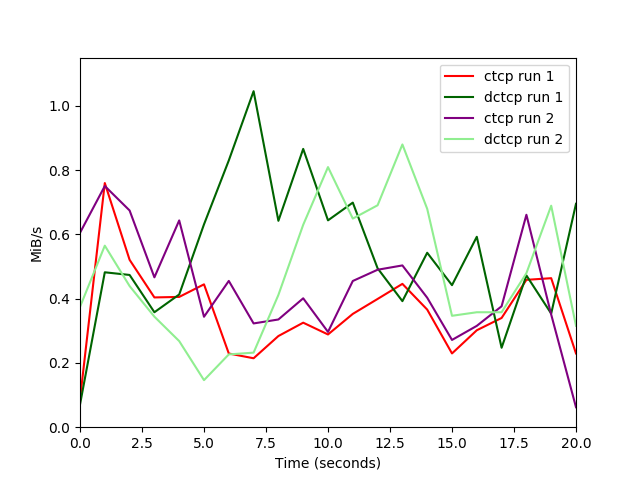 ctcp run 1
dctcp run 1
ctcp run 2
dctcp run 2
1.0
0.8
0.6
0.4
0.2
0.0
MiB/s
0.0 2.5 5.0 7.5 10.0 12.5 15.0 17.5 20.0
Time (seconds)